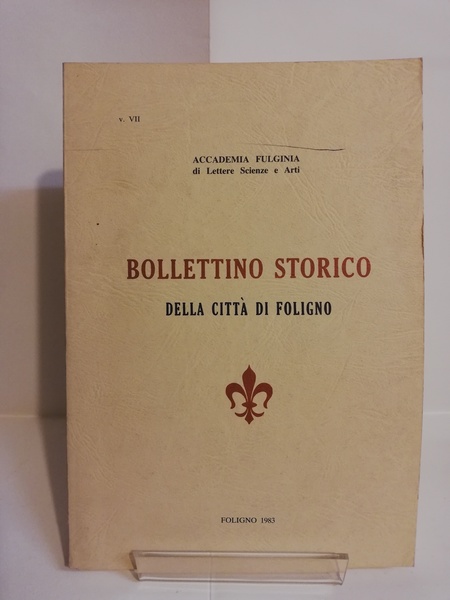 v. VII
ACCADEMIA FULGINIA
di Lettere Scienze e Arti
BOLLETTINO STORICO
DELLA CITTÀ DI FOLIGNO
FOLIGNO 1983